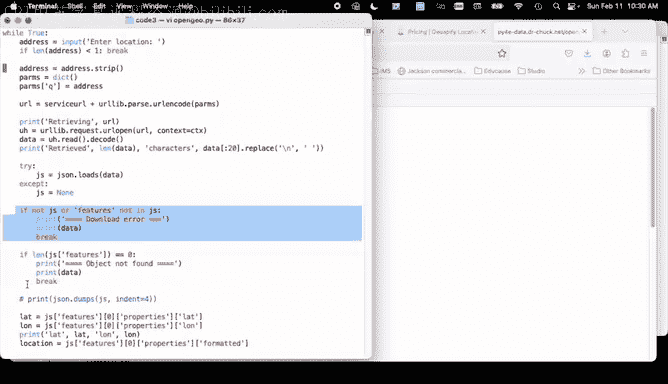 Terminal Shell Edit View Window Help
Sun Feb 11 10:30 AM
code3 — vi opengeo.py — 86×37
Pricing | Geoapify Locati
py4e-data.dr-chuck.net/open
while True:
address = input('Enter location: ')
if len(address) < 1: break
IMS
Jackson commercia...
Educause
Studio
Other Bookmarks
address = address.strip()
parms = dict()
parms['q'] = address
url = serviceurl + urllib.parse.urlencode(parms)
print('Retrieving', url)
uh = urllib.request.urlopen(url, context=ctx)
data = uh.read().decode()
print('Retrieved', len(data), 'characters', data[:20].replace('\n', ' '))
try:
js = json.loads(data)
except:
js = None
if not js or 'features' not in js:
print('==== Download error ===')
print(data)
break
if len(js['features']) == 0:
print('==== Object not found ====')
print(data)
break
# print(json.dumps(js, indent=4))
lat = js['features'][0]['properties']['lat']
lon = js['features'][0]['properties']['lon']
print('lat', lat, 'lon', lon)
location = js['features'][0]['properties']['formatted']